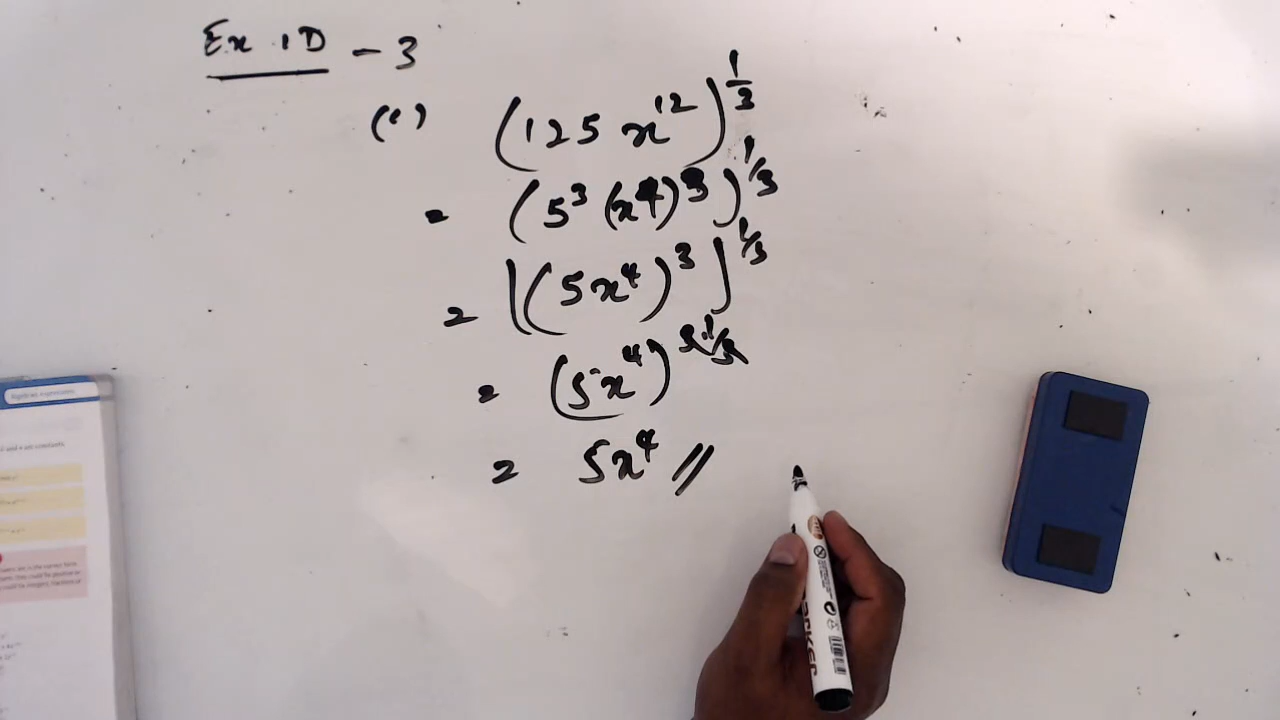 Ex 1D - 3
(i) (125 x^12)^1/3
= (5^3 (x^4)^3)^1/3
= [(5x^4)^3]^1/3
= (5x^4)^3·1/3
= 5x^4 //